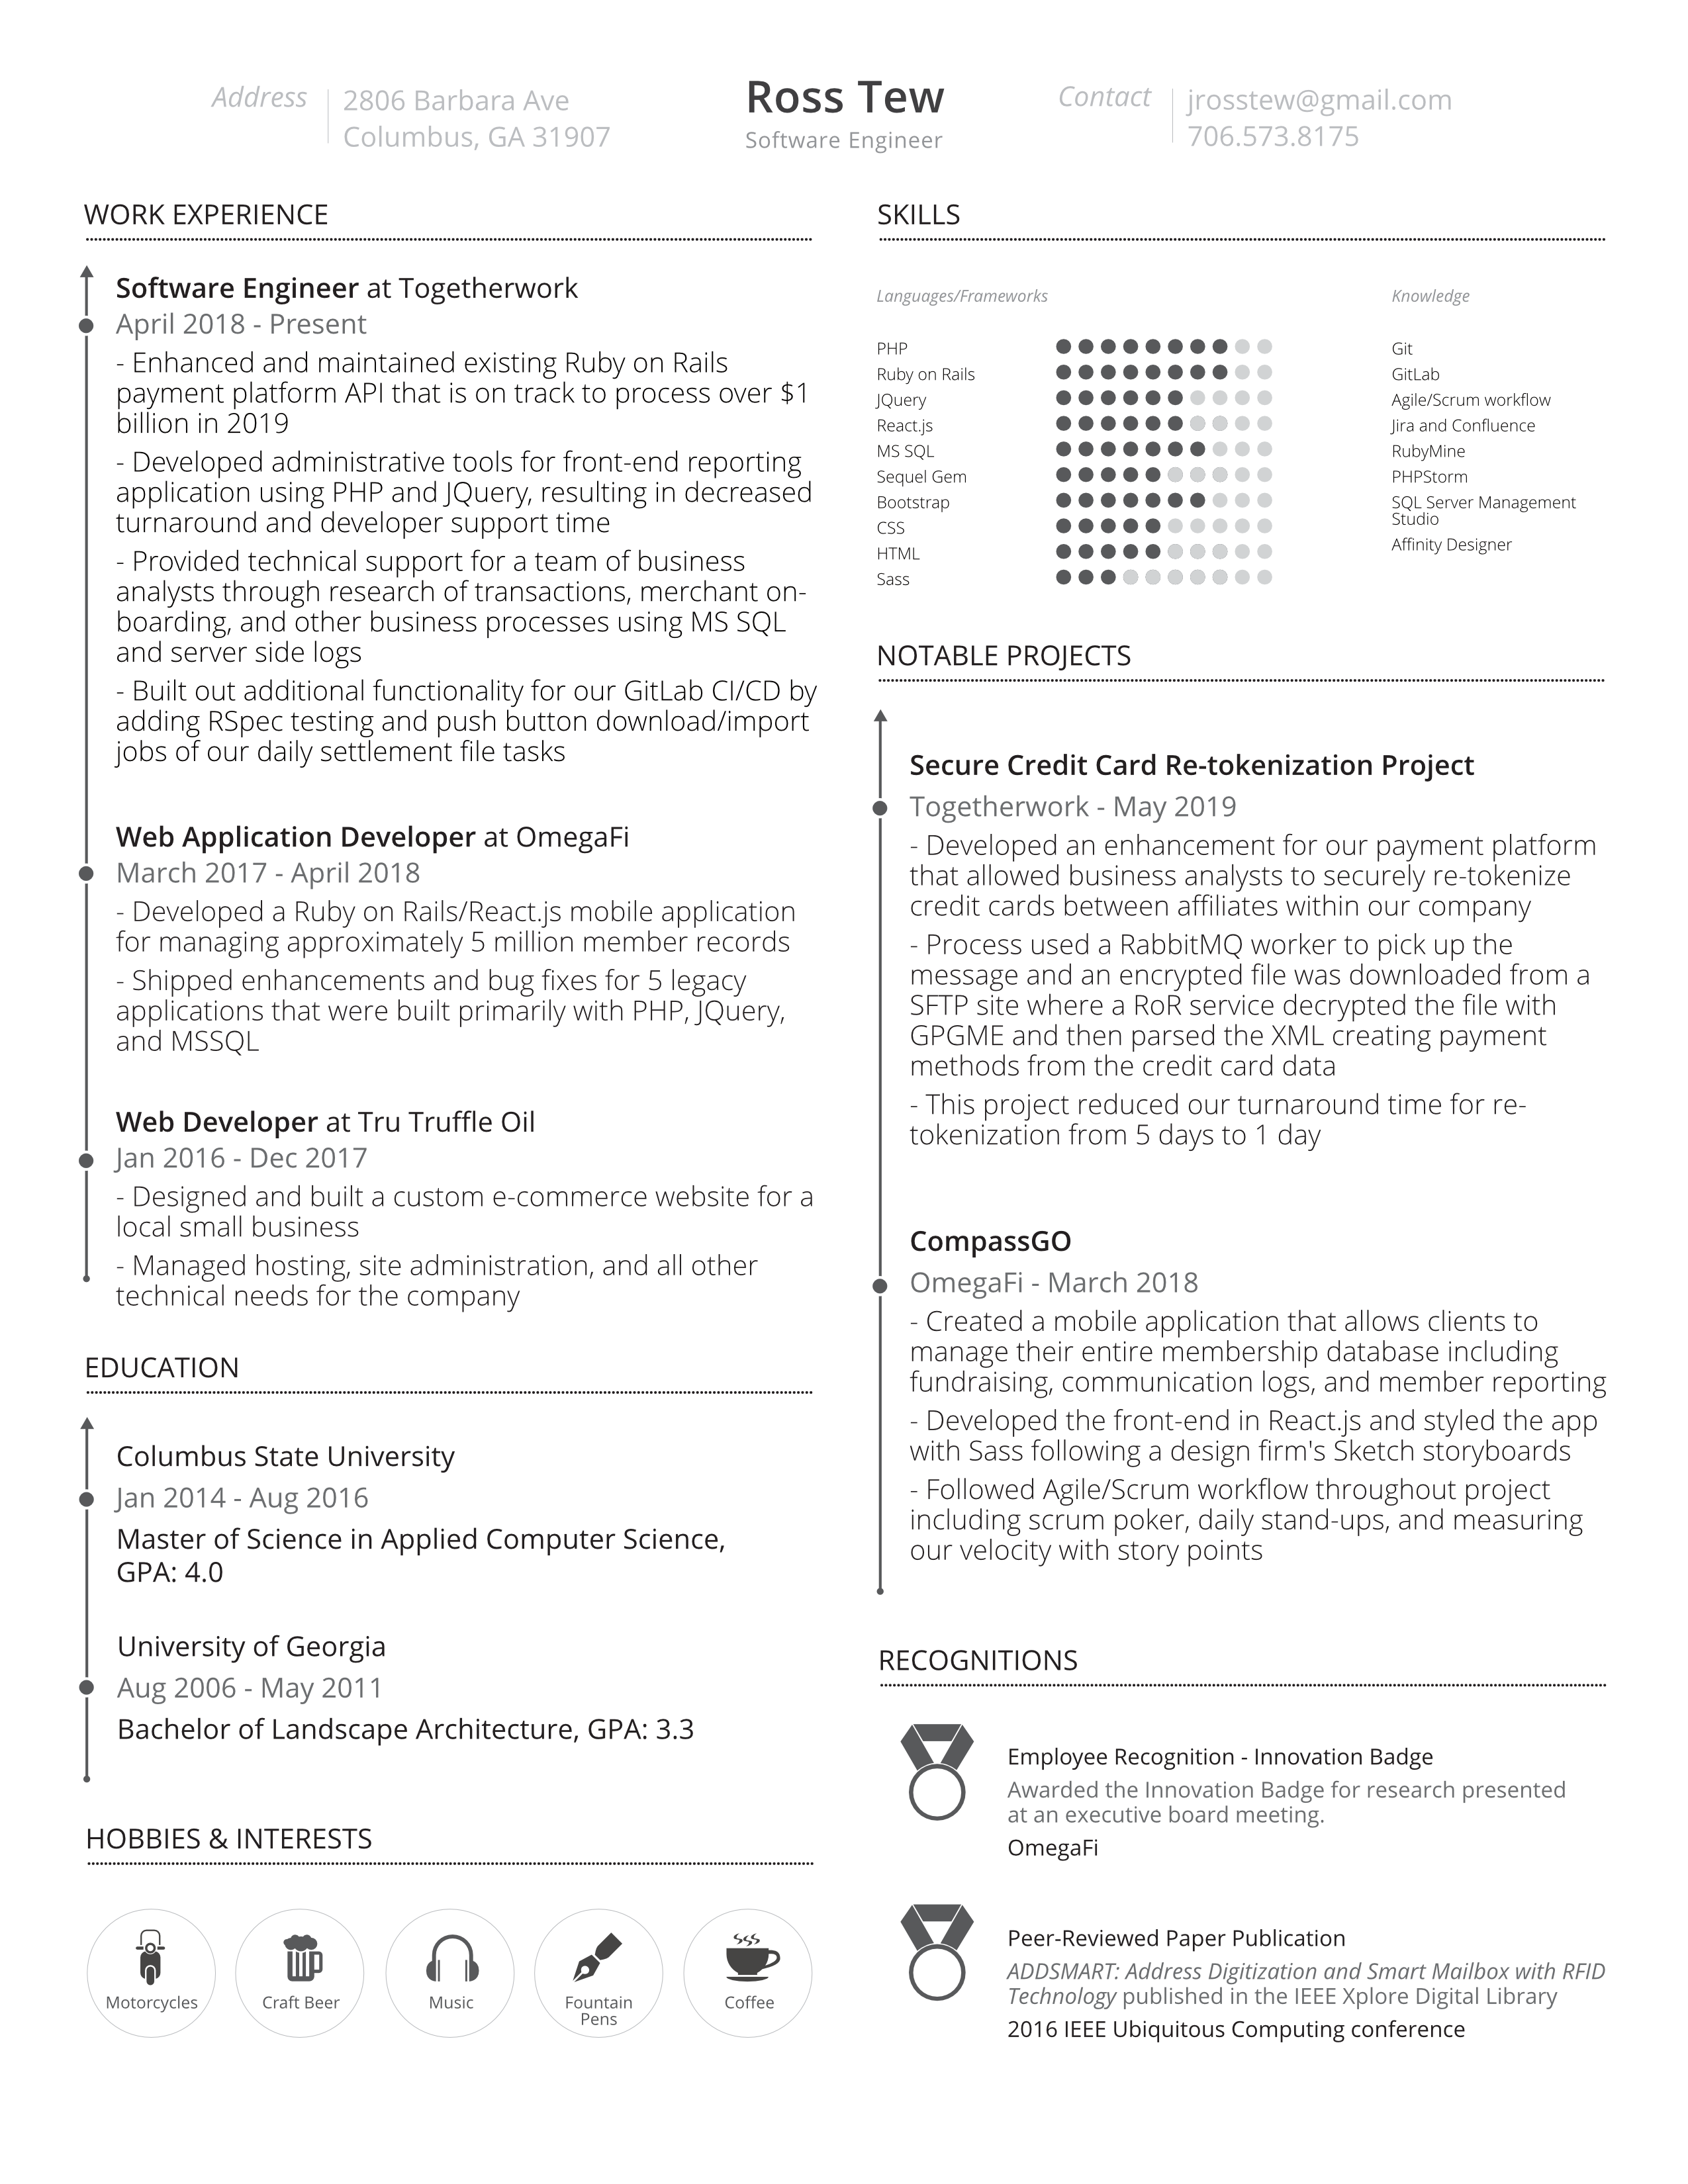 Address
2806 Barbara Ave
Columbus, GA 31907
Ross Tew
Software Engineer
Contact
jrosstew@gmail.com
706.573.8175
WORK EXPERIENCE
Software Engineer at Togetherwork
April 2018 - Present
- Enhanced and maintained existing Ruby on Rails
payment platform API that is on track to process over $1
billion in 2019
- Developed administrative tools for front-end reporting
application using PHP and JQuery, resulting in decreased
turnaround and developer support time
- Provided technical support for a team of business
analysts through research of transactions, merchant on-
boarding, and other business processes using MS SQL
and server side logs
- Built out additional functionality for our GitLab CI/CD by
adding RSpec testing and push button download/import
jobs of our daily settlement file tasks
Web Application Developer at OmegaFi
March 2017 - April 2018
- Developed a Ruby on Rails/React.js mobile application
for managing approximately 5 million member records
- Shipped enhancements and bug fixes for 5 legacy
applications that were built primarily with PHP, JQuery,
and MSSQL
Web Developer at Tru Truffle Oil
Jan 2016 - Dec 2017
- Designed and built a custom e-commerce website for a
local small business
- Managed hosting, site administration, and all other
technical needs for the company
EDUCATION
Columbus State University
Jan 2014 - Aug 2016
Master of Science in Applied Computer Science,
GPA: 4.0
University of Georgia
Aug 2006 - May 2011
Bachelor of Landscape Architecture, GPA: 3.3
HOBBIES & INTERESTS
Motorcycles
Craft Beer
Music
Fountain
Pens
Coffee
SKILLS
Languages/Frameworks
PHP
Ruby on Rails
JQuery
React.js
MS SQL
Sequel Gem
Bootstrap
CSS
HTML
Sass
Knowledge
Git
GitLab
Agile/Scrum workflow
Jira and Confluence
RubyMine
PHPStorm
SQL Server Management
Studio
Affinity Designer
NOTABLE PROJECTS
Secure Credit Card Re-tokenization Project
Togetherwork - May 2019
- Developed an enhancement for our payment platform
that allowed business analysts to securely re-tokenize
credit cards between affiliates within our company
- Process used a RabbitMQ worker to pick up the
message and an encrypted file was downloaded from a
SFTP site where a RoR service decrypted the file with
GPGME and then parsed the XML creating payment
methods from the credit card data
- This project reduced our turnaround time for re-
tokenization from 5 days to 1 day
CompassGO
OmegaFi - March 2018
- Created a mobile application that allows clients to
manage their entire membership database including
fundraising, communication logs, and member reporting
- Developed the front-end in React.js and styled the app
with Sass following a design firm's Sketch storyboards
- Followed Agile/Scrum workflow throughout project
including scrum poker, daily stand-ups, and measuring
our velocity with story points
RECOGNITIONS
Employee Recognition - Innovation Badge
Awarded the Innovation Badge for research presented
at an executive board meeting.
OmegaFi
Peer-Reviewed Paper Publication
ADDSMART: Address Digitization and Smart Mailbox with RFID
Technology published in the IEEE Xplore Digital Library
2016 IEEE Ubiquitous Computing conference